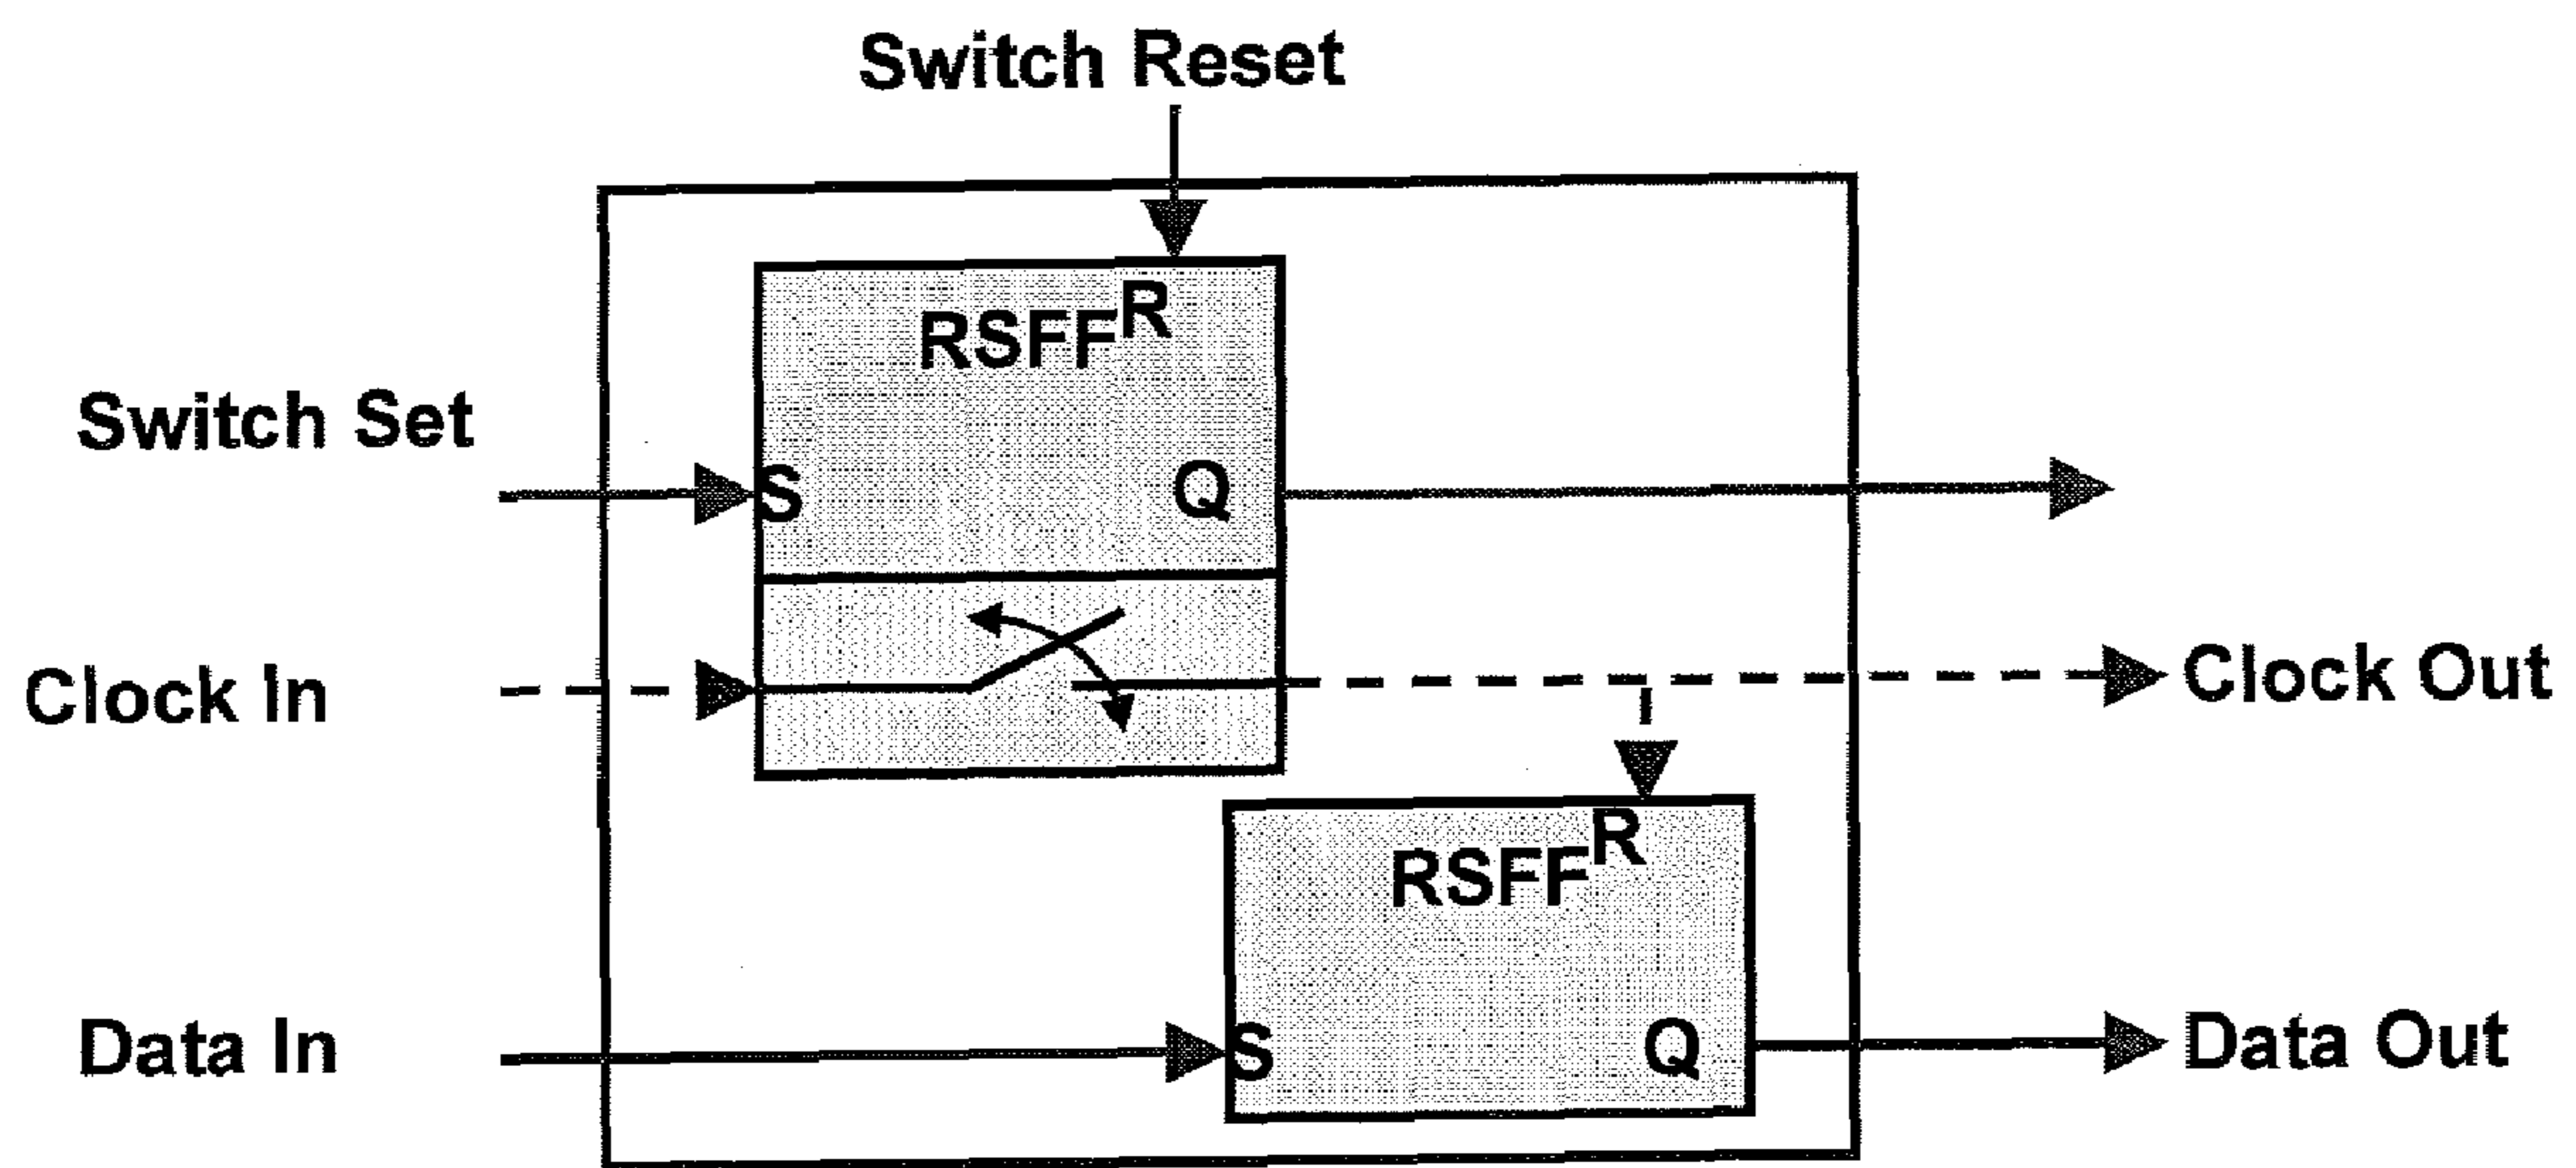 Switch Reset
RSFF R
Switch Set
S Q
Clock In
Clock Out
RSFF R
Data In
S Q
Data Out